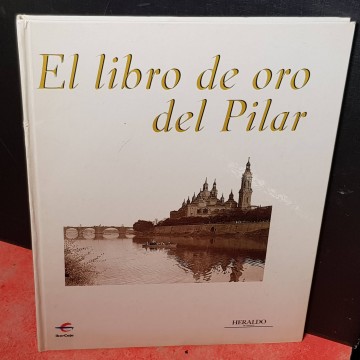 El libro de oro
del Pilar
HERALDO